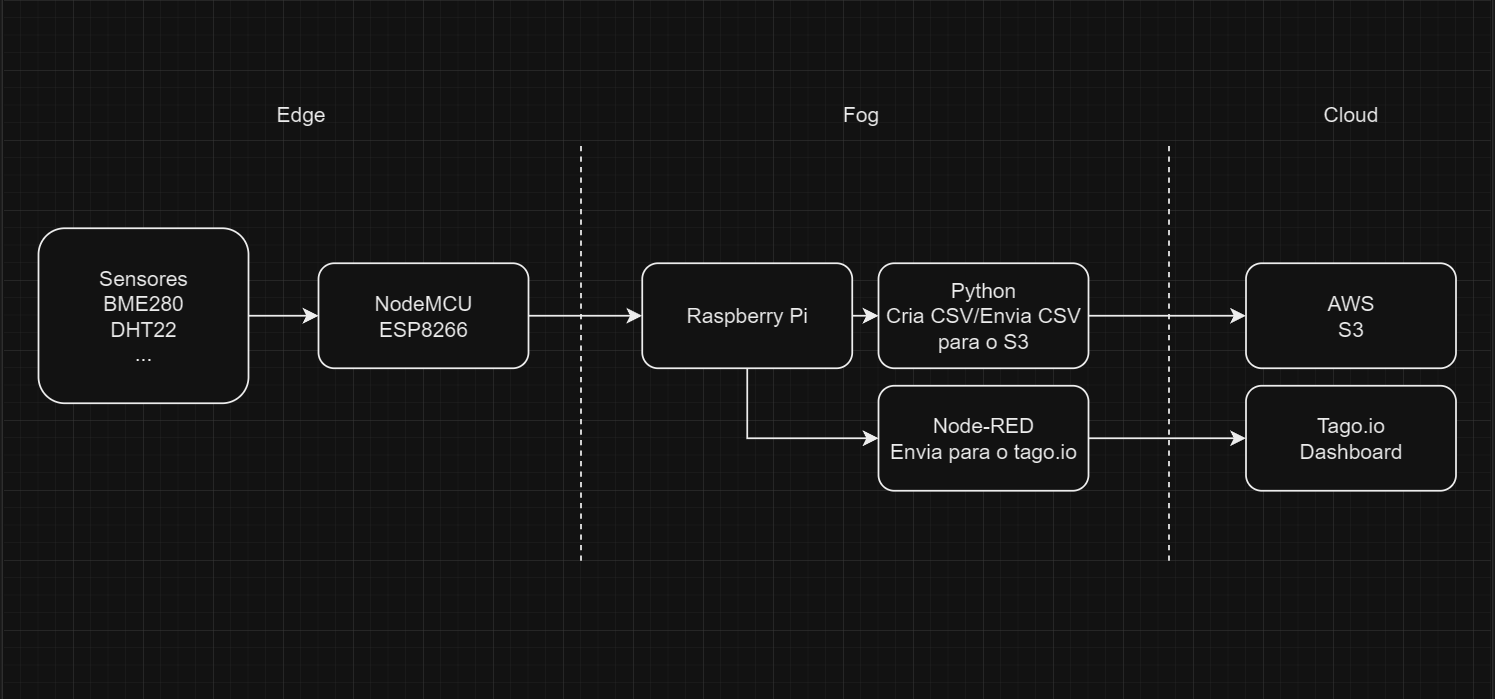 Edge
Fog
Cloud
Sensores
BME280
DHT22
...
NodeMCU
ESP8266
Raspberry Pi
Python
Cria CSV/Envia CSV
para o S3
AWS
S3
Node-RED
Envia para o tago.io
Tago.io
Dashboard